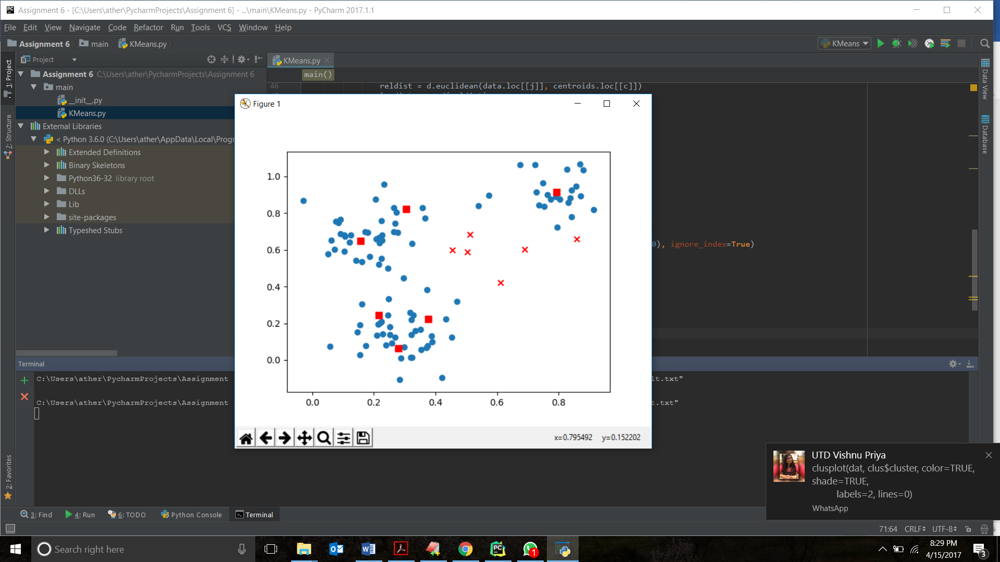 Assignment 6 - [C:\Users\ather\PycharmProjects\Assignment 6] - ...\main\KMeans.py - PyCharm 2017.1.1
File Edit View Navigate Code Refactor Run Tools VCS Window Help
Assignment 6 main KMeans.py KMeans
1: Project
7: Structure
2: Favorites
Project
Assignment 6 C:\Users\ather\PycharmProjects\Assignment 6
main
__init__.py
KMeans.py
External Libraries
< Python 3.6.0 (C:\Users\ather\AppData\Local\Progr
Extended Definitions
Binary Skeletons
Python36-32 library root
DLLs
Lib
site-packages
Typeshed Stubs
KMeans.py
main()
46 reldist = d.euclidean(data.loc[[j]], centroids.loc[[c]])
0), ignore_index=True)
Data View
Database
Figure 1
1.0
0.8
0.6
0.4
0.2
0.0
0.0 0.2 0.4 0.6 0.8
x=0.795492 y=0.152202
Terminal
C:\Users\ather\PycharmProjects\Assignment lt.txt"
C:\Users\ather\PycharmProjects\Assignment t.txt"
UTD Vishnu Priya
clusplot(dat, clus$cluster, color=TRUE,
shade=TRUE,
labels=2, lines=0)
WhatsApp
3: Find 4: Run 6: TODO Python Console Terminal
71:64 CRLF UTF-8
Search right here
PC
1
8:29 PM
4/15/2017
3